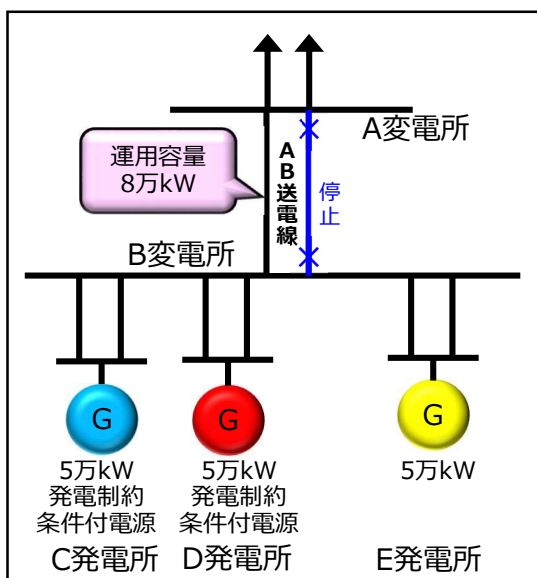 A変電所
運用容量
8万kW
AB送電線
停止
B変電所
G
G
G
5万kW
発電制約
条件付電源
5万kW
発電制約
条件付電源
5万kW
C発電所
D発電所
E発電所